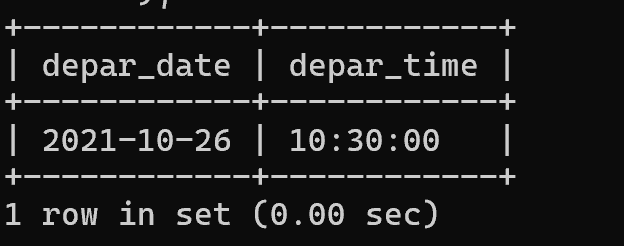 +------------+------------+
| depar_date | depar_time |
+------------+------------+
| 2021-10-26 | 10:30:00   |
+------------+------------+
1 row in set (0.00 sec)